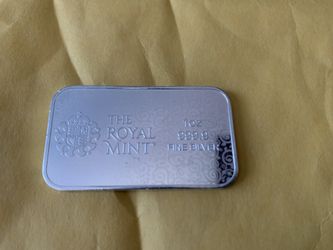 THE
ROYAL
MINT
1oz
999.9
FINE SILVER